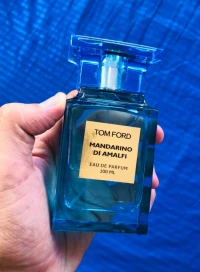 TOM FORD
MANDARINO
DI AMALFI
EAU DE PARFUM
100 ML